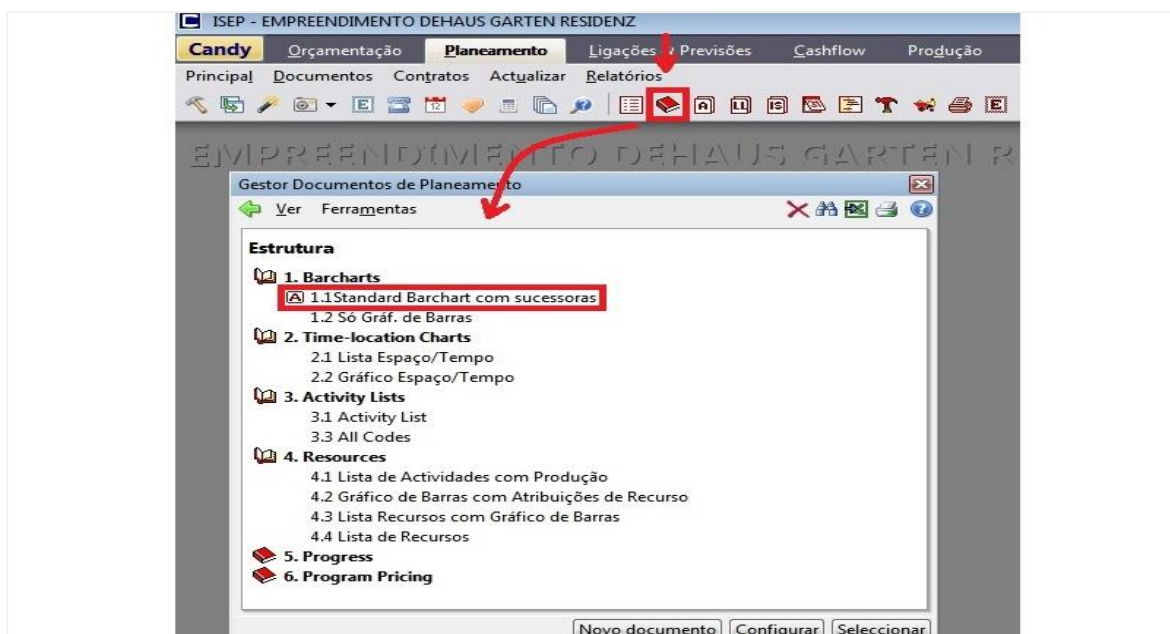 ISEP - EMPREENDIMENTO DEHAUS GARTEN RESIDENZ
Candy Orçamentação Planeamento Ligações Previsões Cashflow Produção
Principal Documentos Contratos Actualizar Relatórios
EMPREENDIMENTO DEHAUS GARTEN R
Gestor Documentos de Planeamento
Ver Ferramentas
Estrutura
1. Barcharts
A 1.1Standard Barchart com sucessoras
1.2 Só Gráf. de Barras
2. Time-location Charts
2.1 Lista Espaço/Tempo
2.2 Gráfico Espaço/Tempo
3. Activity Lists
3.1 Activity List
3.3 All Codes
4. Resources
4.1 Lista de Actividades com Produção
4.2 Gráfico de Barras com Atribuições de Recurso
4.3 Lista Recursos com Gráfico de Barras
4.4 Lista de Recursos
5. Progress
6. Program Pricing
Novo documento Configurar Seleccionar